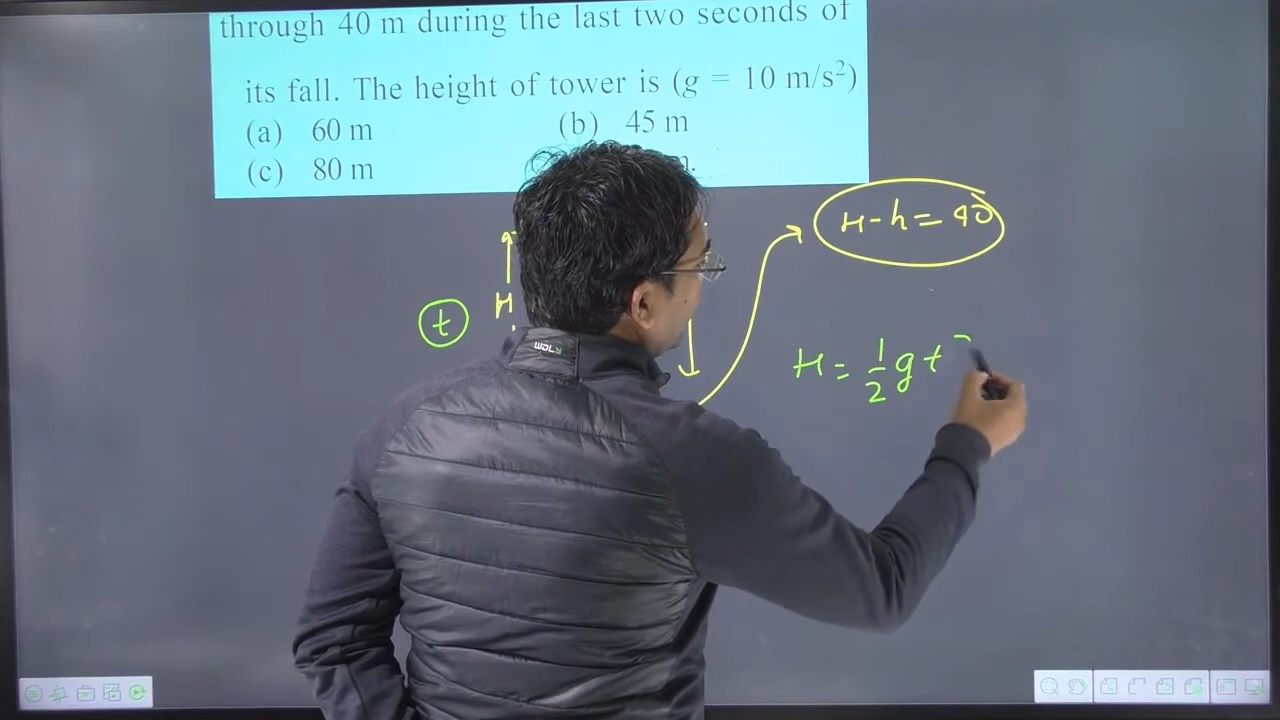 through 40 m during the last two seconds of
its fall. The height of tower is (g = 10 m/s²)
(a) 60 m (b) 45 m
(c) 80 m m.
H - h = 40
t
H
H = 1/2 g t²
WDLY